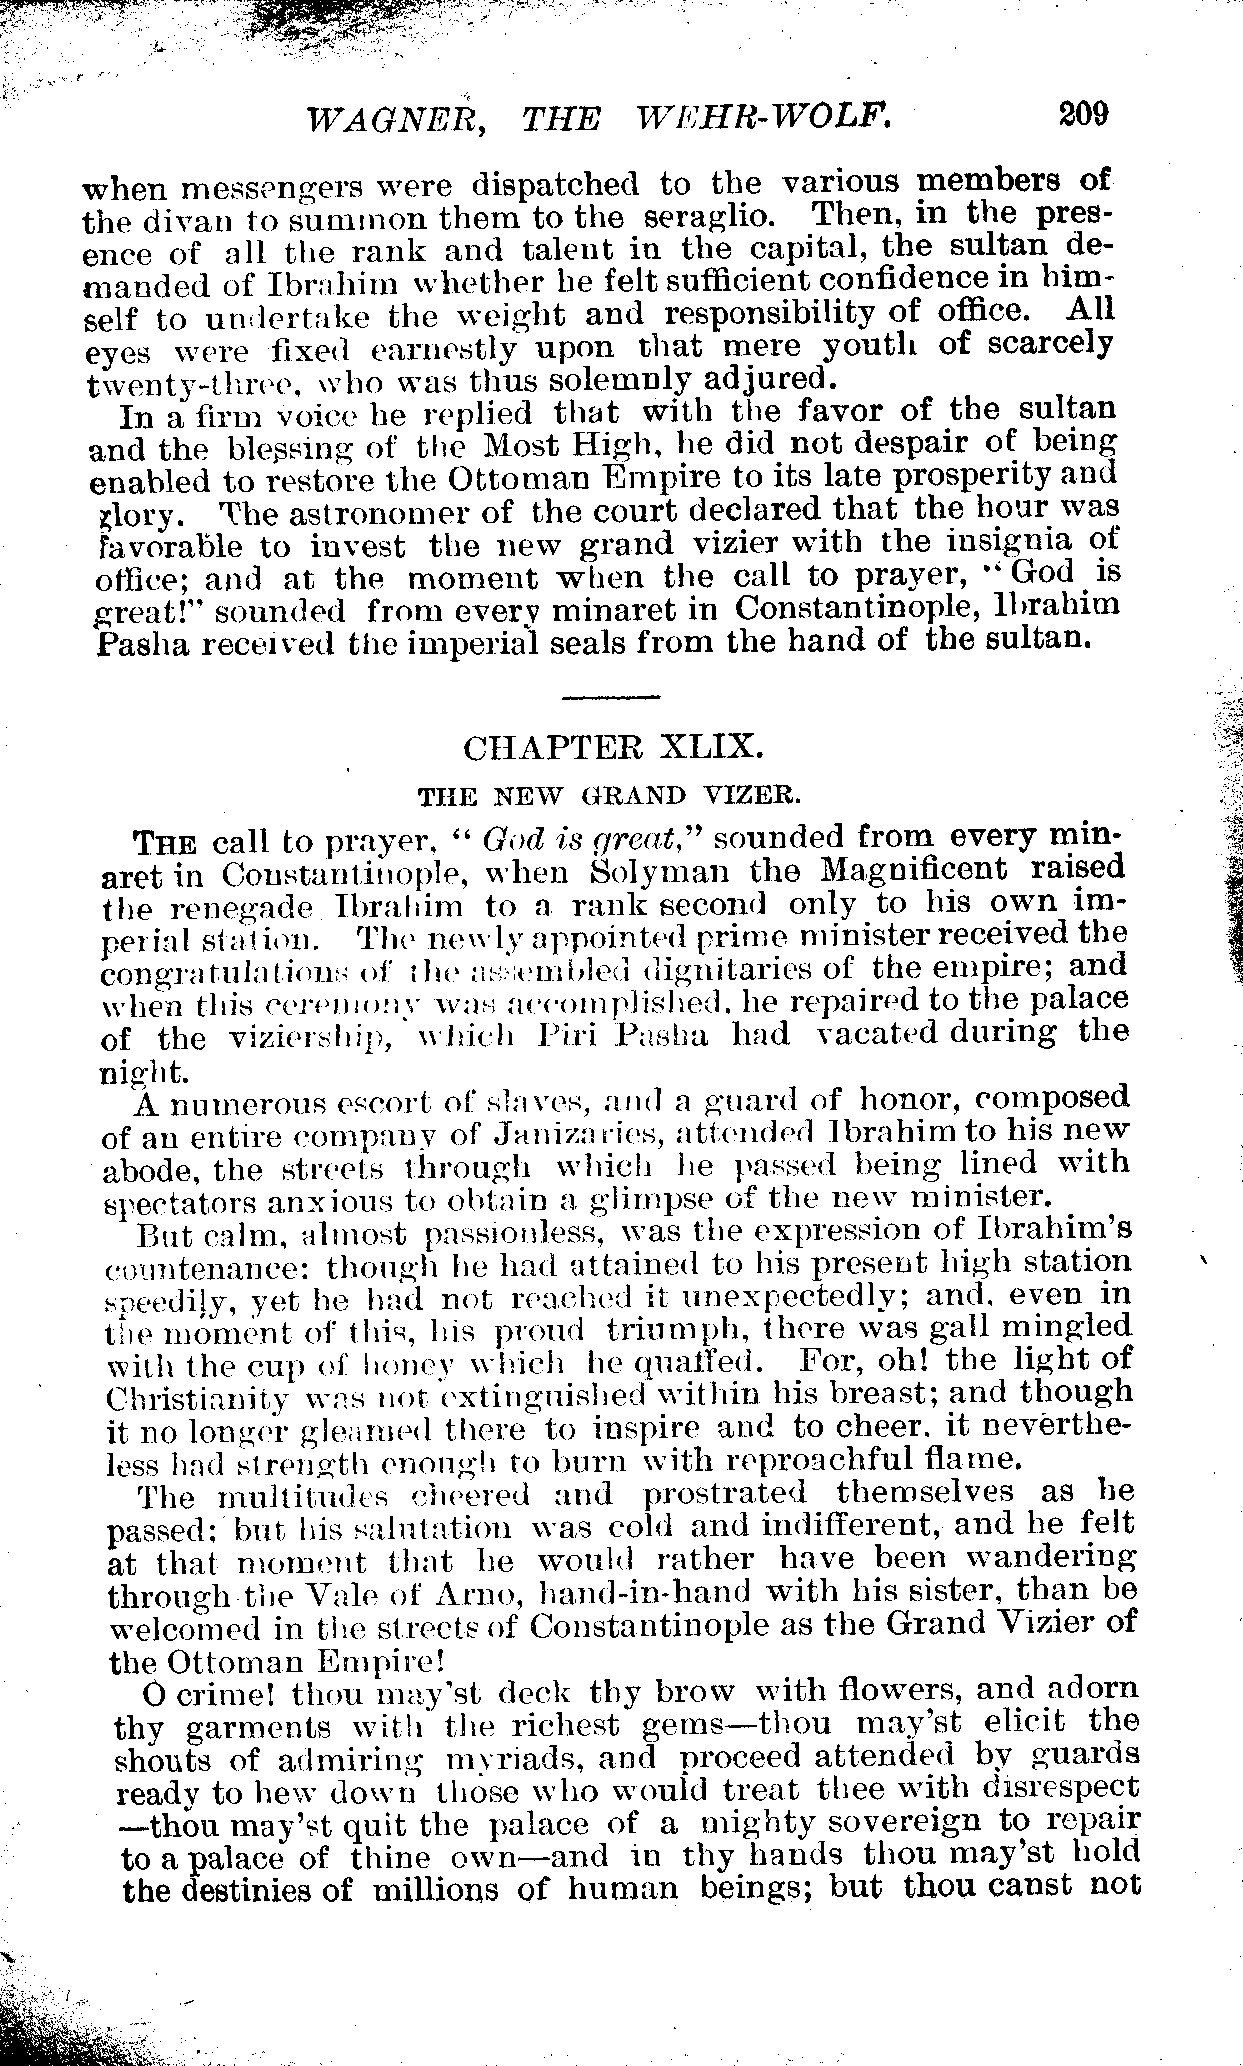 WAGNER, THE WEHR-WOLF. 209
when messengers were dispatched to the various members of
the divan to summon them to the seraglio. Then, in the pres-
ence of all the rank and talent in the capital, the sultan de-
manded of Ibrahim whether he felt sufficient confidence in him-
self to undertake the weight and responsibility of office. All
eyes were fixed earnestly upon that mere youth of scarcely
twenty-three, who was thus solemnly adjured.
In a firm voice he replied that with the favor of the sultan
and the blessing of the Most High, he did not despair of being
enabled to restore the Ottoman Empire to its late prosperity and
glory. The astronomer of the court declared that the hour was
favorable to invest the new grand vizier with the insignia of
office; and at the moment when the call to prayer, "God is
great!" sounded from every minaret in Constantinople, Ibrahim
Pasha received the imperial seals from the hand of the sultan.
CHAPTER XLIX.
THE NEW GRAND VIZER.
THE call to prayer, "God is great," sounded from every min-
aret in Constantinople, when Solyman the Magnificent raised
the renegade Ibrahim to a rank second only to his own im-
perial station. The newly appointed prime minister received the
congratulations of the assembled dignitaries of the empire; and
when this ceremony was accomplished, he repaired to the palace
of the viziership, which Piri Pasha had vacated during the
night.
A numerous escort of slaves, and a guard of honor, composed
of an entire company of Janizaries, attended Ibrahim to his new
abode, the streets through which he passed being lined with
spectators anxious to obtain a glimpse of the new minister.
But calm, almost passionless, was the expression of Ibrahim's
countenance: though he had attained to his present high station
speedily, yet he had not reached it unexpectedly; and, even in
the moment of this, his proud triumph, there was gall mingled
with the cup of honey which he quaffed. For, oh! the light of
Christianity was not extinguished within his breast; and though
it no longer gleamed there to inspire and to cheer, it neverthe-
less had strength enough to burn with reproachful flame.
The multitudes cheered and prostrated themselves as he
passed; but his salutation was cold and indifferent, and he felt
at that moment that he would rather have been wandering
through the Vale of Arno, hand-in-hand with his sister, than be
welcomed in the streets of Constantinople as the Grand Vizier of
the Ottoman Empire!
O crime! thou may'st deck thy brow with flowers, and adorn
thy garments with the richest gems—thou may'st elicit the
shouts of admiring myriads, and proceed attended by guards
ready to hew down those who would treat thee with disrespect
—thou may'st quit the palace of a mighty sovereign to repair
to a palace of thine own—and in thy hands thou may'st hold
the destinies of millions of human beings; but thou canst not